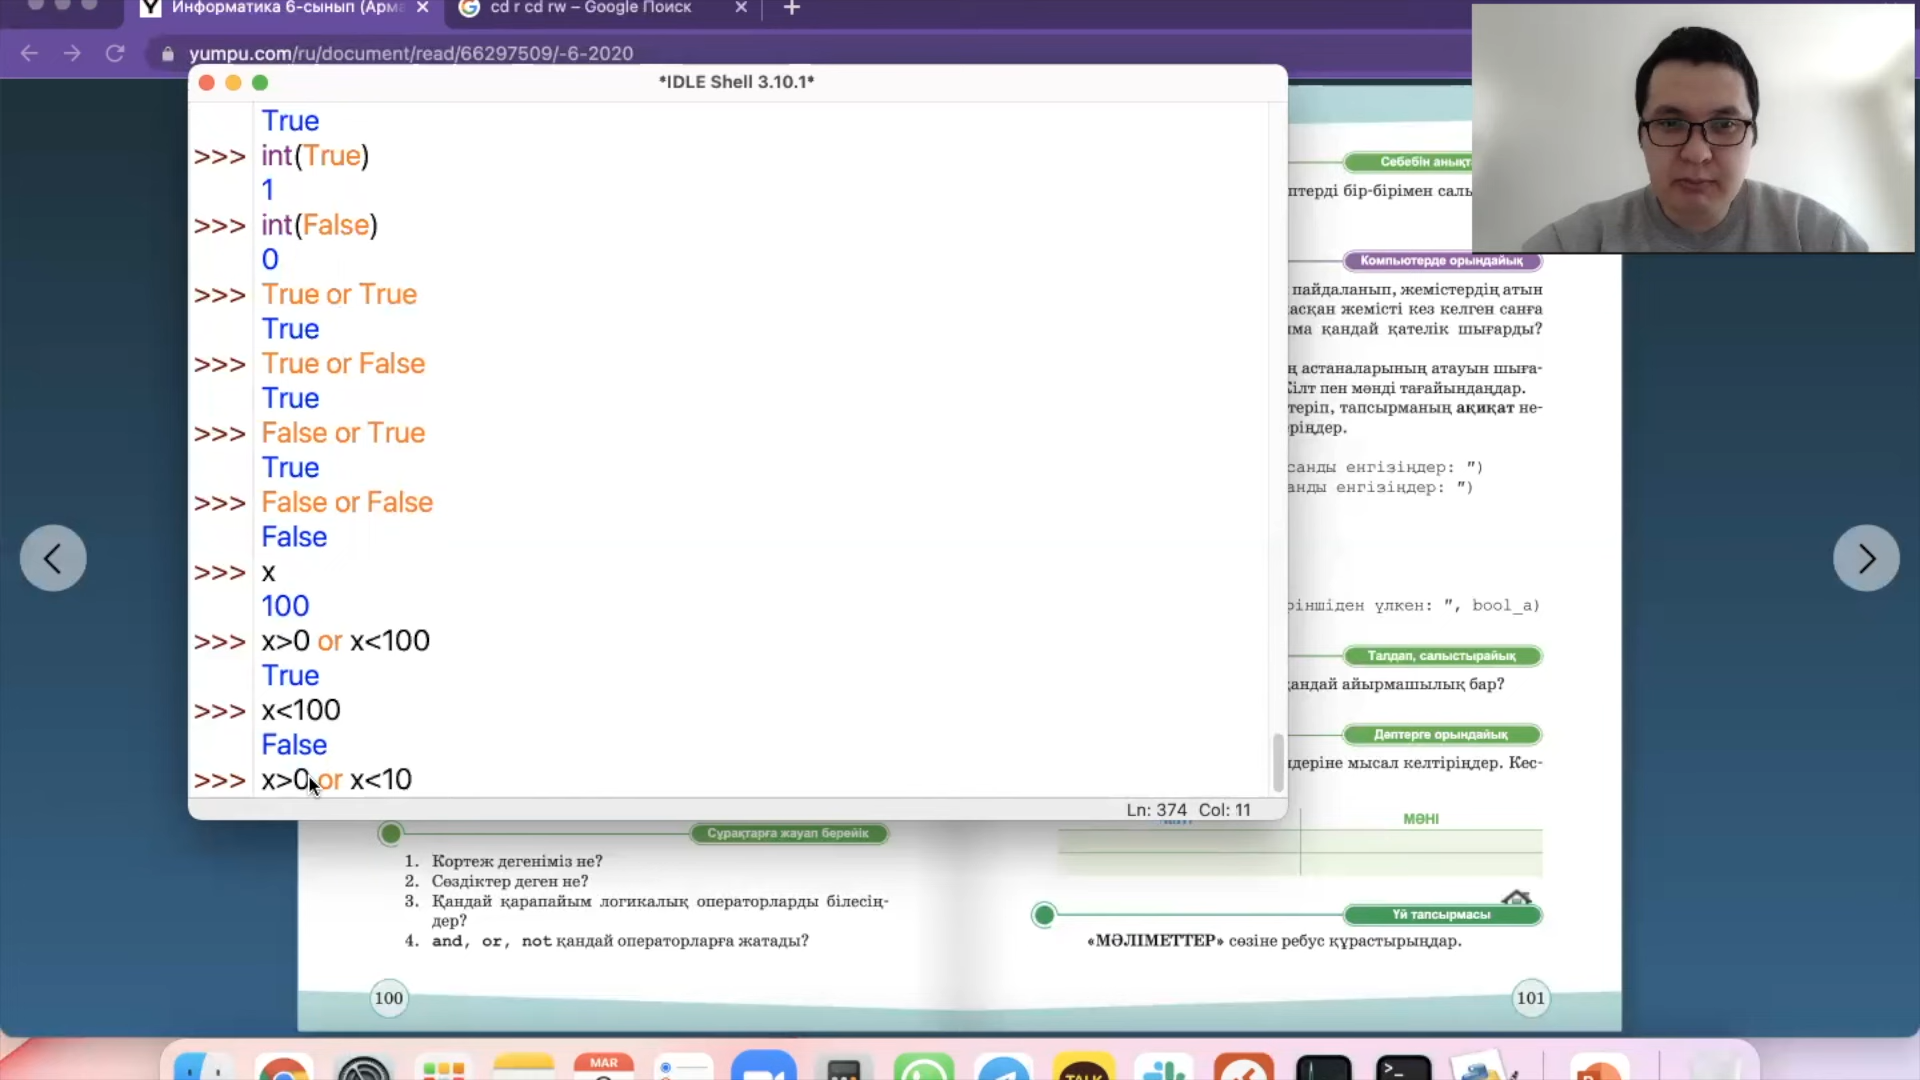 Информатика 6-сынып (Арма
cd r cd rw – Google Поиск
yumpu.com/ru/document/read/66297509/-6-2020
*IDLE Shell 3.10.1*
True
>>> int(True)
1
>>> int(False)
0
>>> True or True
True
>>> True or False
True
>>> False or True
True
>>> False or False
False
>>> x
100
>>> x>0 or x<100
True
>>> x<100
False
>>> x>0 or x<10
Ln: 374 Col: 11
Себебін анықт
птерді бір-бірімен салы
Компьютерде орындайық
пайдаланып, жемістердің атын
асқан жемісті кез келген санға
ма қандай қателік шығарды?
ң астаналарының атауын шыға-
Кілт пен мәнді тағайындаңдар.
теріп, тапсырманың ақиқат не-
ріңдер.
санды енгізіңдер: ")
анды енгізіңдер: ")
ріншіден үлкен: ", bool_a)
Талдап, салыстырайық
қандай айырмашылық бар?
Дәптерге орындайық
ідеріне мысал келтіріңдер. Кес-
МӘНІ
Сұрақтарға жауап берейік
1. Кортеж дегеніміз не?
2. Сөздіктер деген не?
3. Қандай қарапайым логикалық операторларды білесің-
дер?
4. and, or, not қандай операторларға жатады?
Үй тапсырмасы
«МӘЛІМЕТТЕР» сөзіне ребус құрастырыңдар.
100
101
MAR
TALK